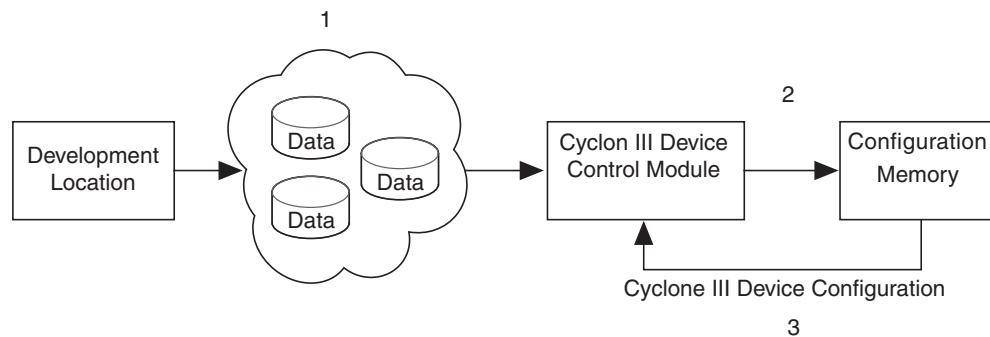 1
Development
Location
Data
Data
Data
Cyclon III Device
Control Module
2
Configuration
Memory
Cyclone III Device Configuration
3